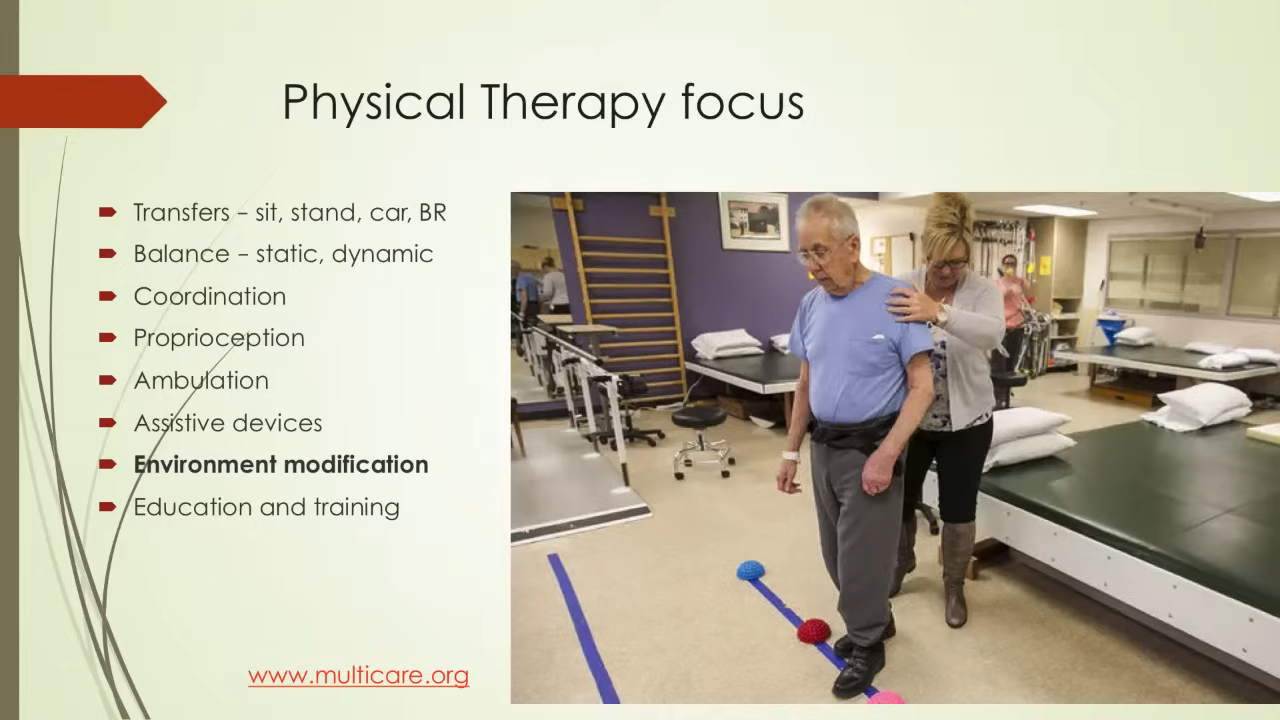 Physical Therapy focus
Transfers – sit, stand, car, BR
Balance – static, dynamic
Coordination
Proprioception
Ambulation
Assistive devices
Environment modification
Education and training
www.multicare.org